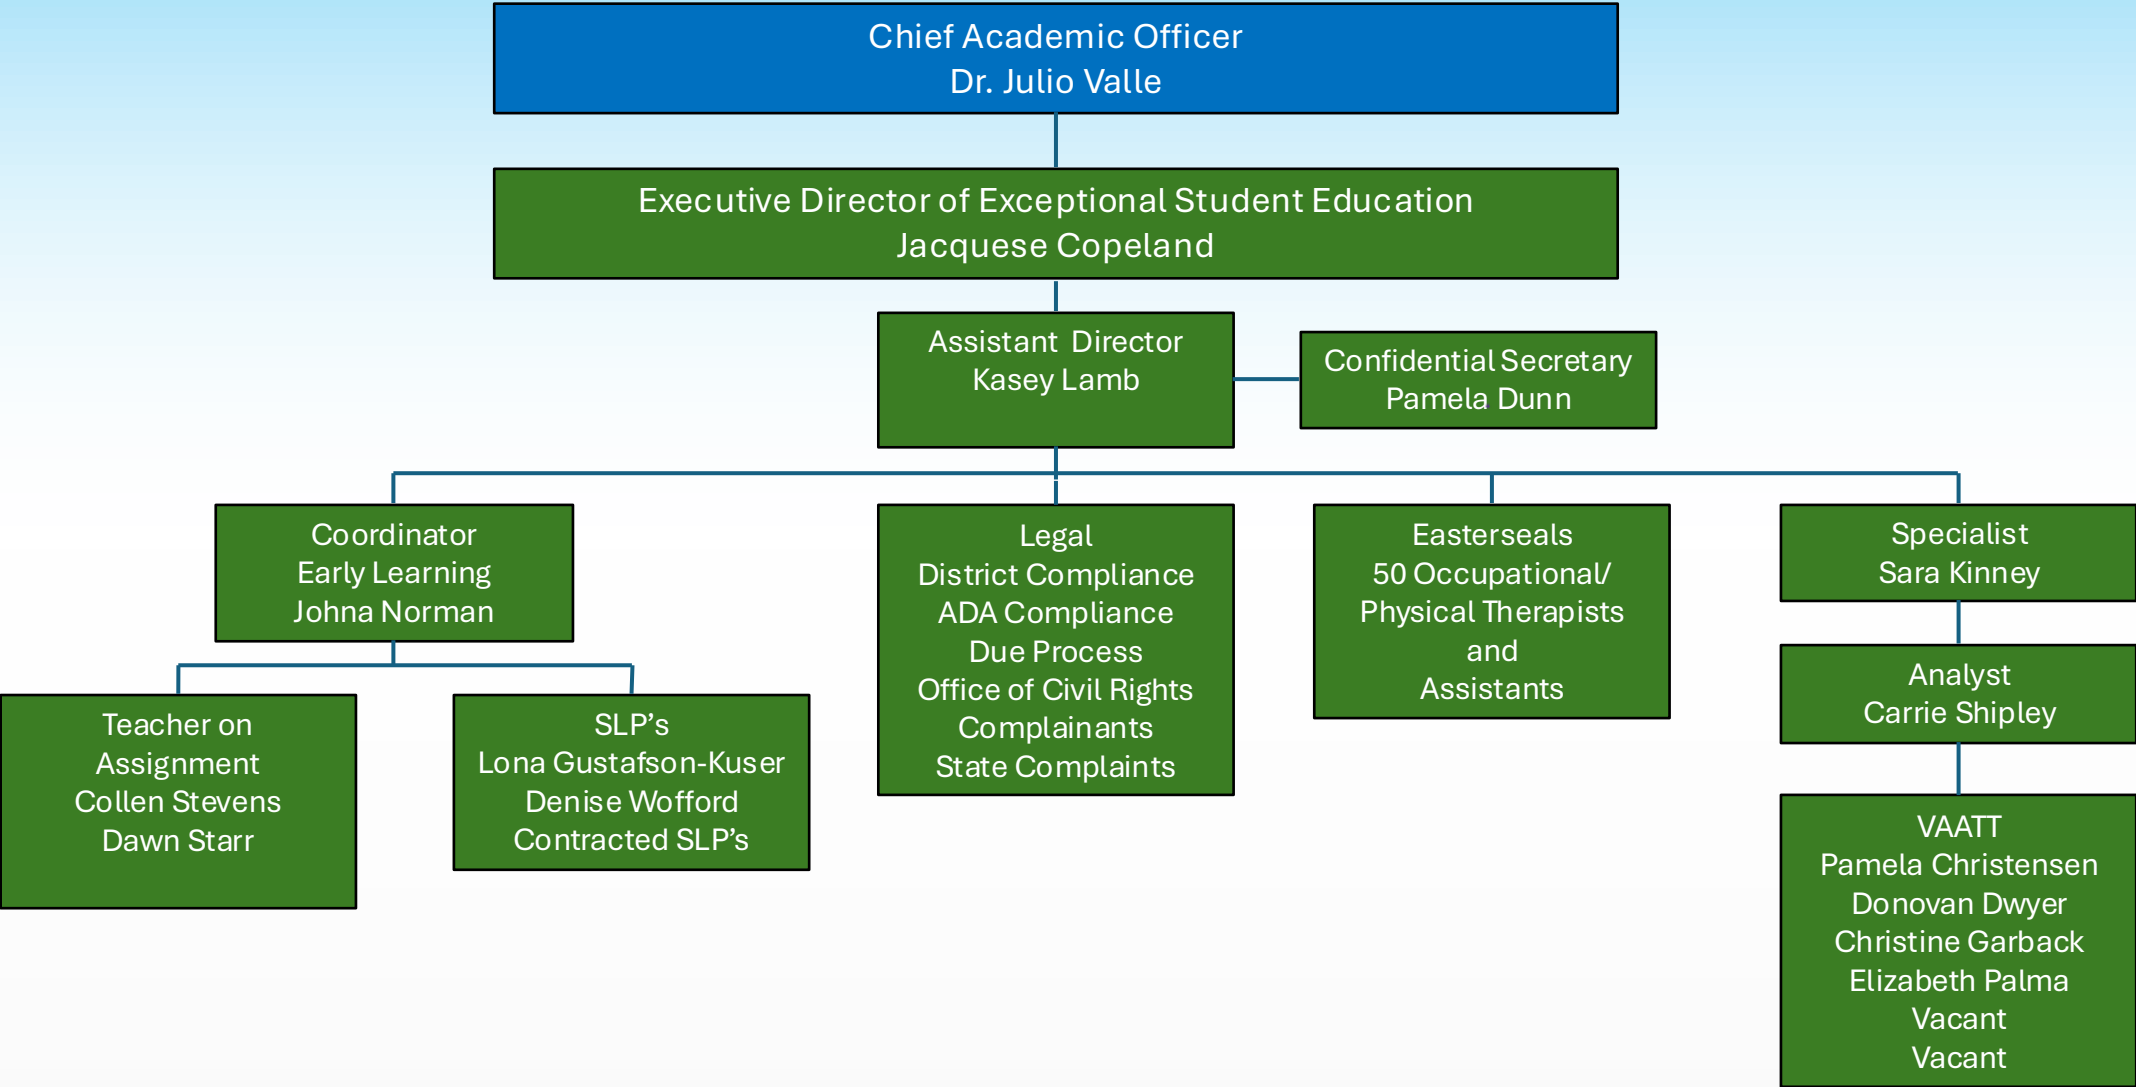 Chief Academic Officer
Dr. Julio Valle
Executive Director of Exceptional Student Education
Jacquese Copeland
Assistant Director
Kasey Lamb
Confidential Secretary
Pamela Dunn
Coordinator
Early Learning
Johna Norman
Legal
District Compliance
ADA Compliance
Due Process
Office of Civil Rights
Complainants
State Complaints
Easterseals
50 Occupational/
Physical Therapists
and
Assistants
Specialist
Sara Kinney
Analyst
Carrie Shipley
Teacher on
Assignment
Collen Stevens
Dawn Starr
SLP’s
Lona Gustafson-Kuser
Denise Wofford
Contracted SLP’s
VAATT
Pamela Christensen
Donovan Dwyer
Christine Garback
Elizabeth Palma
Vacant
Vacant